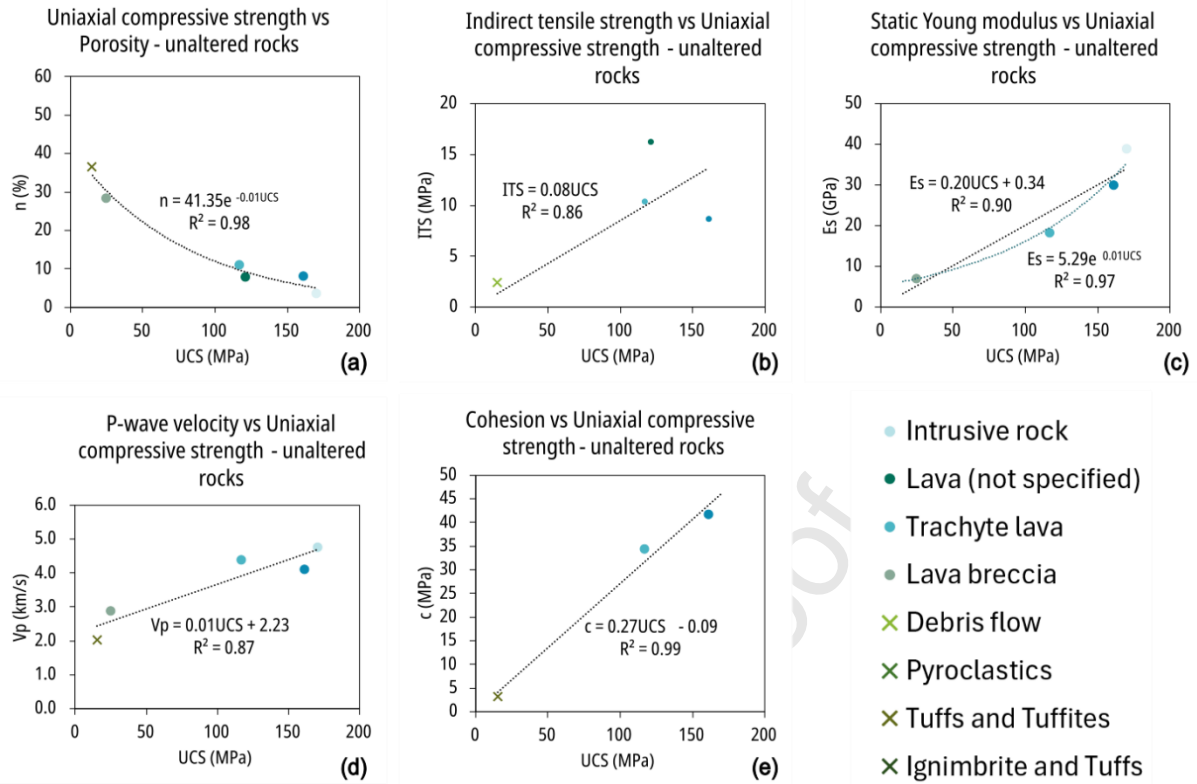 Uniaxial compressive strength vs
Porosity - unaltered rocks
60
50
40
30
20
10
0
n (%)
n = 41.35e -0.01UCS
R² = 0.98
0 50 100 150 200
UCS (MPa)
(a)
Indirect tensile strength vs Uniaxial
compressive strength - unaltered
rocks
20
15
10
5
0
ITS (MPa)
ITS = 0.08UCS
R² = 0.86
0 50 100 150 200
UCS (MPa)
(b)
Static Young modulus vs Uniaxial
compressive strength - unaltered
rocks
50
40
30
20
10
0
Es (GPa)
Es = 0.20UCS + 0.34
R² = 0.90
Es = 5.29e 0.01UCS
R² = 0.97
0 50 100 150 200
UCS (MPa)
(c)
P-wave velocity vs Uniaxial
compressive strength - unaltered
rocks
6.0
5.0
4.0
3.0
2.0
1.0
0.0
Vp (km/s)
Vp = 0.01UCS + 2.23
R² = 0.87
0 50 100 150 200
UCS (MPa)
(d)
Cohesion vs Uniaxial compressive
strength - unaltered rocks
50
45
40
35
30
25
20
15
10
5
0
c (MPa)
c = 0.27UCS - 0.09
R² = 0.99
0 50 100 150 200
UCS (MPa)
(e)
Intrusive rock
Lava (not specified)
Trachyte lava
Lava breccia
Debris flow
Pyroclastics
Tuffs and Tuffites
Ignimbrite and Tuffs